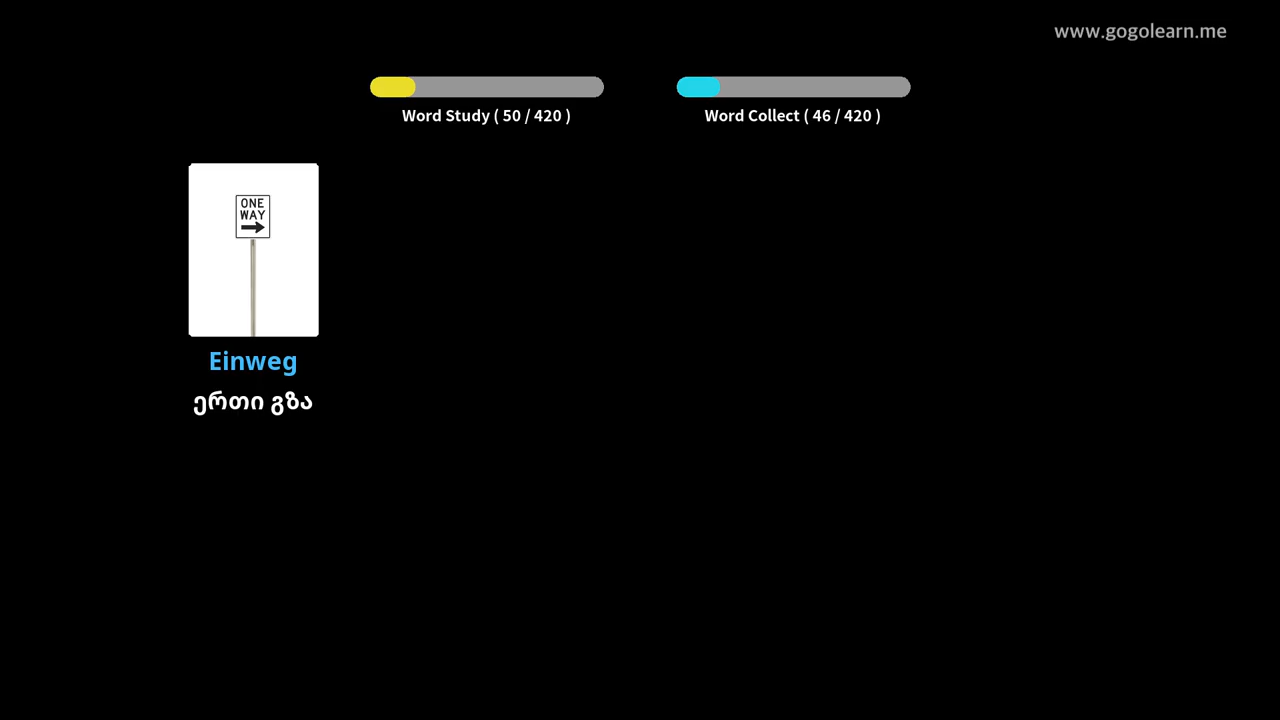 www.gogolearn.me
Word Study ( 50 / 420 )
Word Collect ( 46 / 420 )
ONE
WAY
Einweg
ერთი გზა